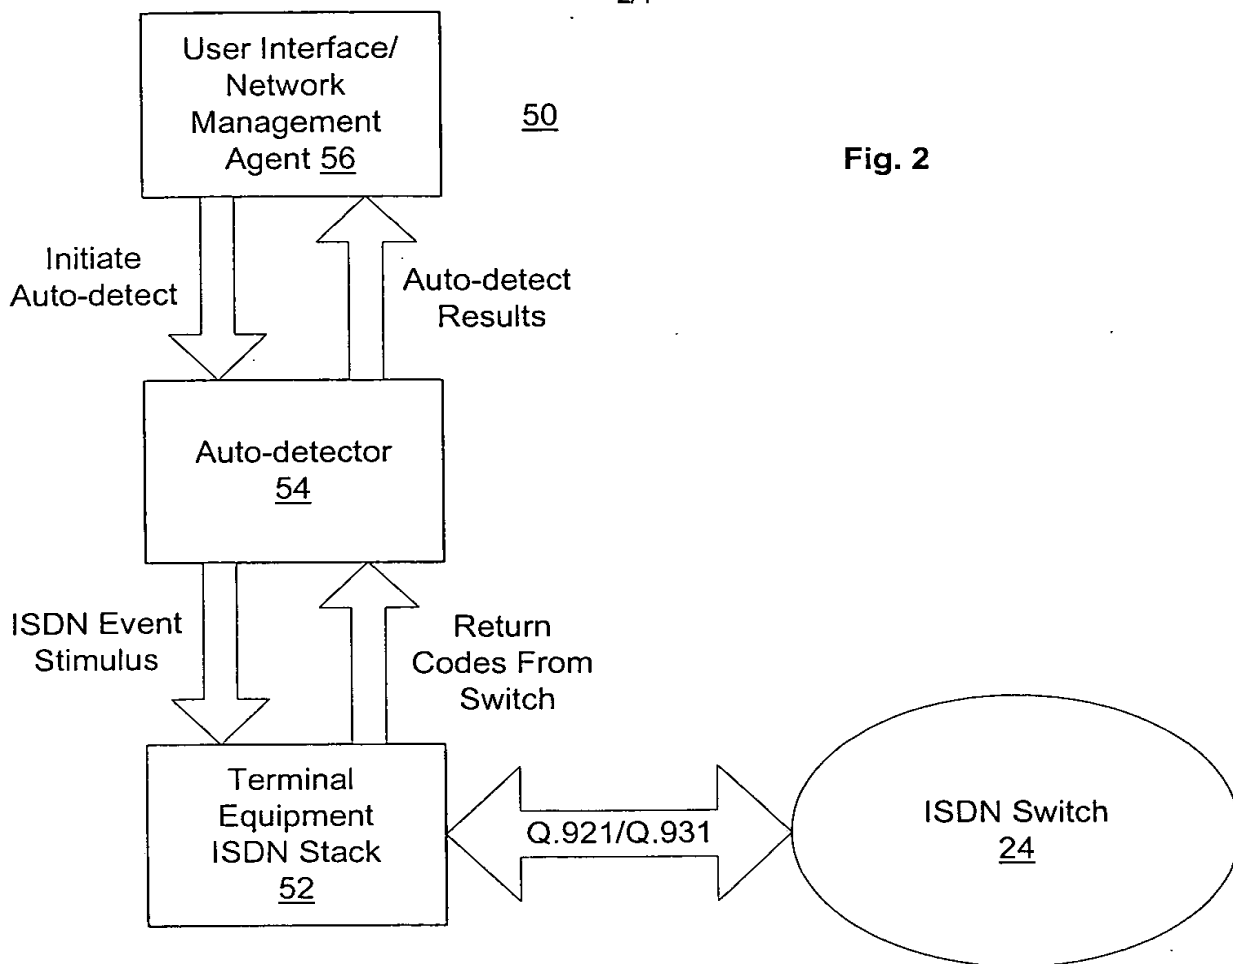 User Interface/
Network
Management
Agent 56
50
Fig. 2
Initiate
Auto-detect
Auto-detect
Results
Auto-detector
54
ISDN Event
Stimulus
Return
Codes From
Switch
Terminal
Equipment
ISDN Stack
52
Q.921/Q.931
ISDN Switch
24